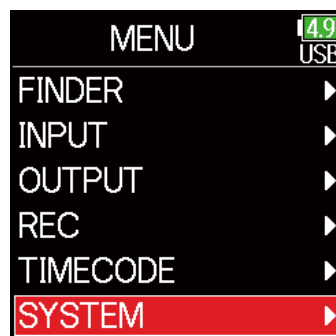 MENU
4.9
USB
FINDER
INPUT
OUTPUT
REC
TIMECODE
SYSTEM